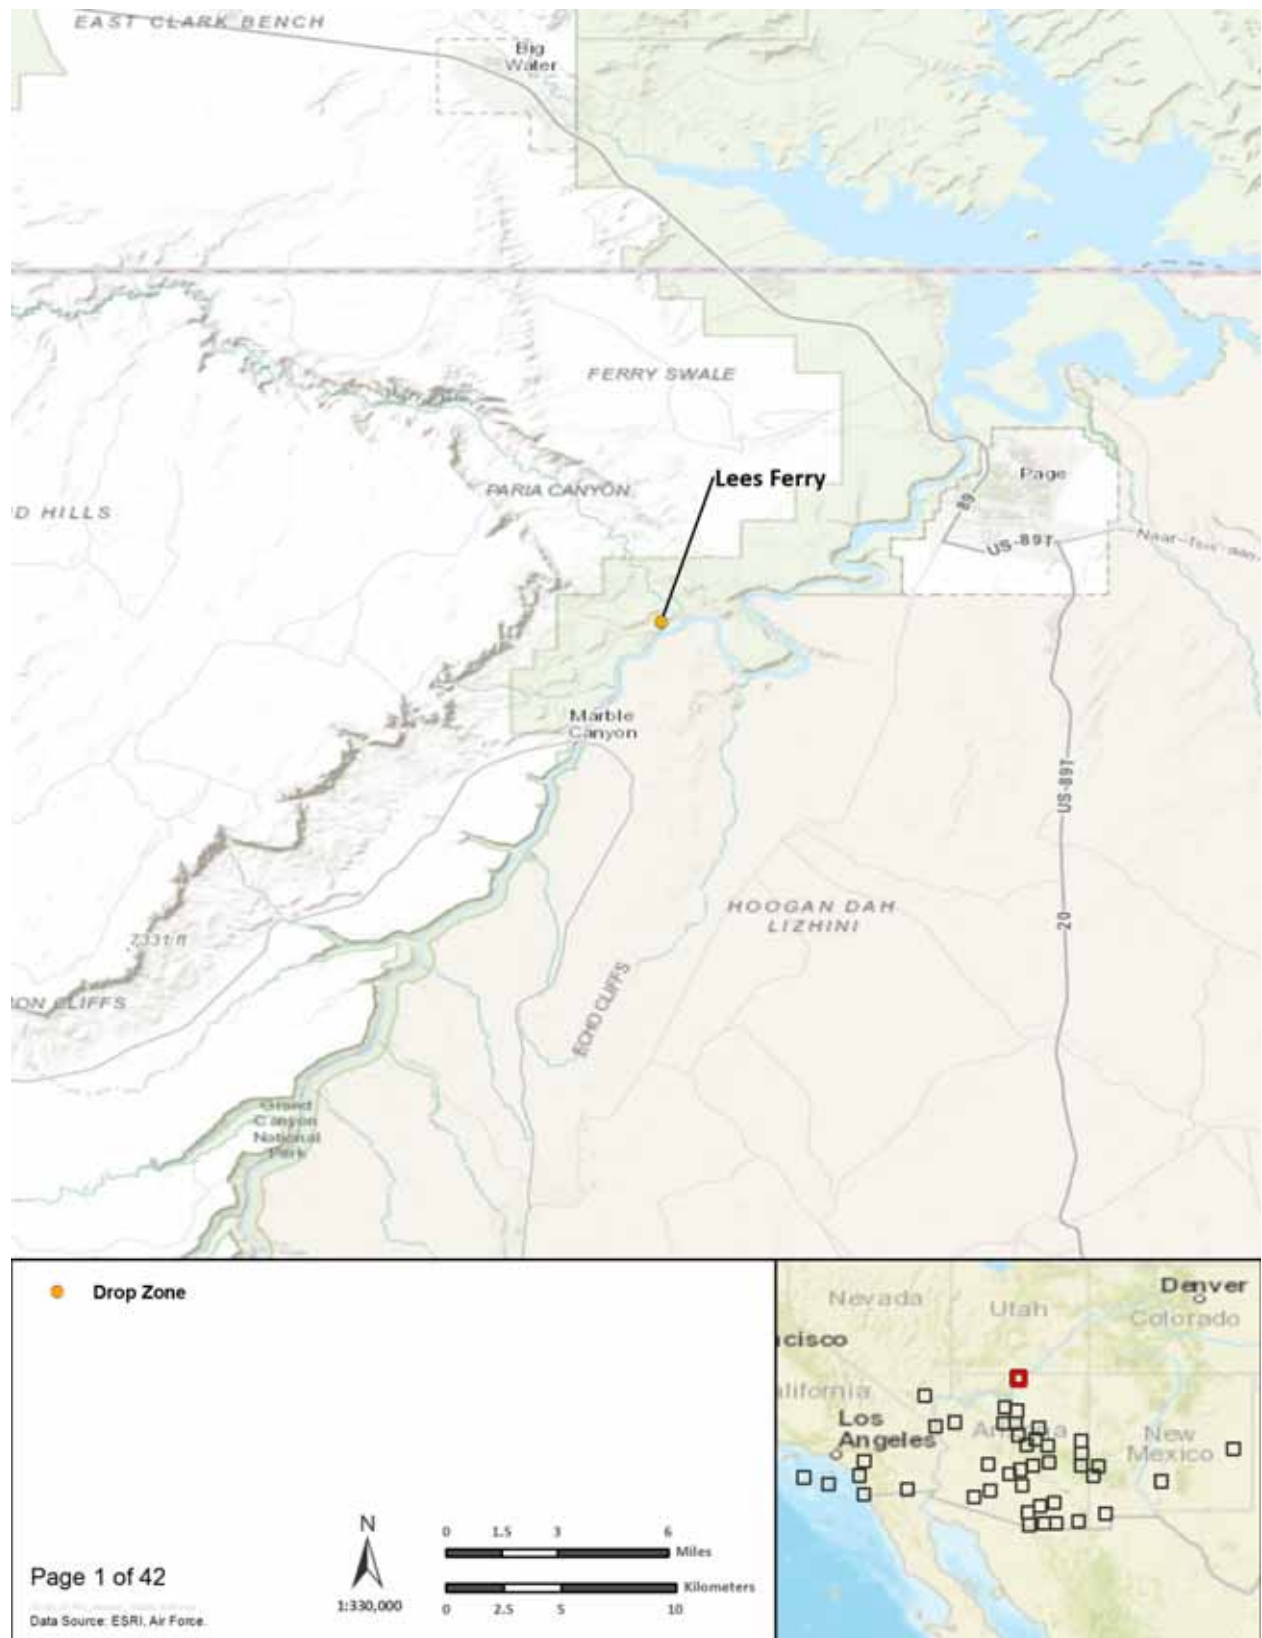 EAST CLARK BENCH
Big
Water
FERRY SWALE
Lees Ferry
Page
PARIA CANYON
D HILLS
89
US-89T
Marble
Canyon
US-89T
HOOGAN DAH
LIZHINI
20
7331 ft
ECHO CLIFFS
ON CLIFFS
Grand
Canyon
National
Park
Drop Zone
Page 1 of 42
Data Source: ESRI, Air Force.
N
1:330,000
0 1.5 3 6
Miles
Kilometers
0 2.5 5 10
Nevada
Utah
Denver
Colorado
cisco
lifornia
Los
Angeles
New
Mexico